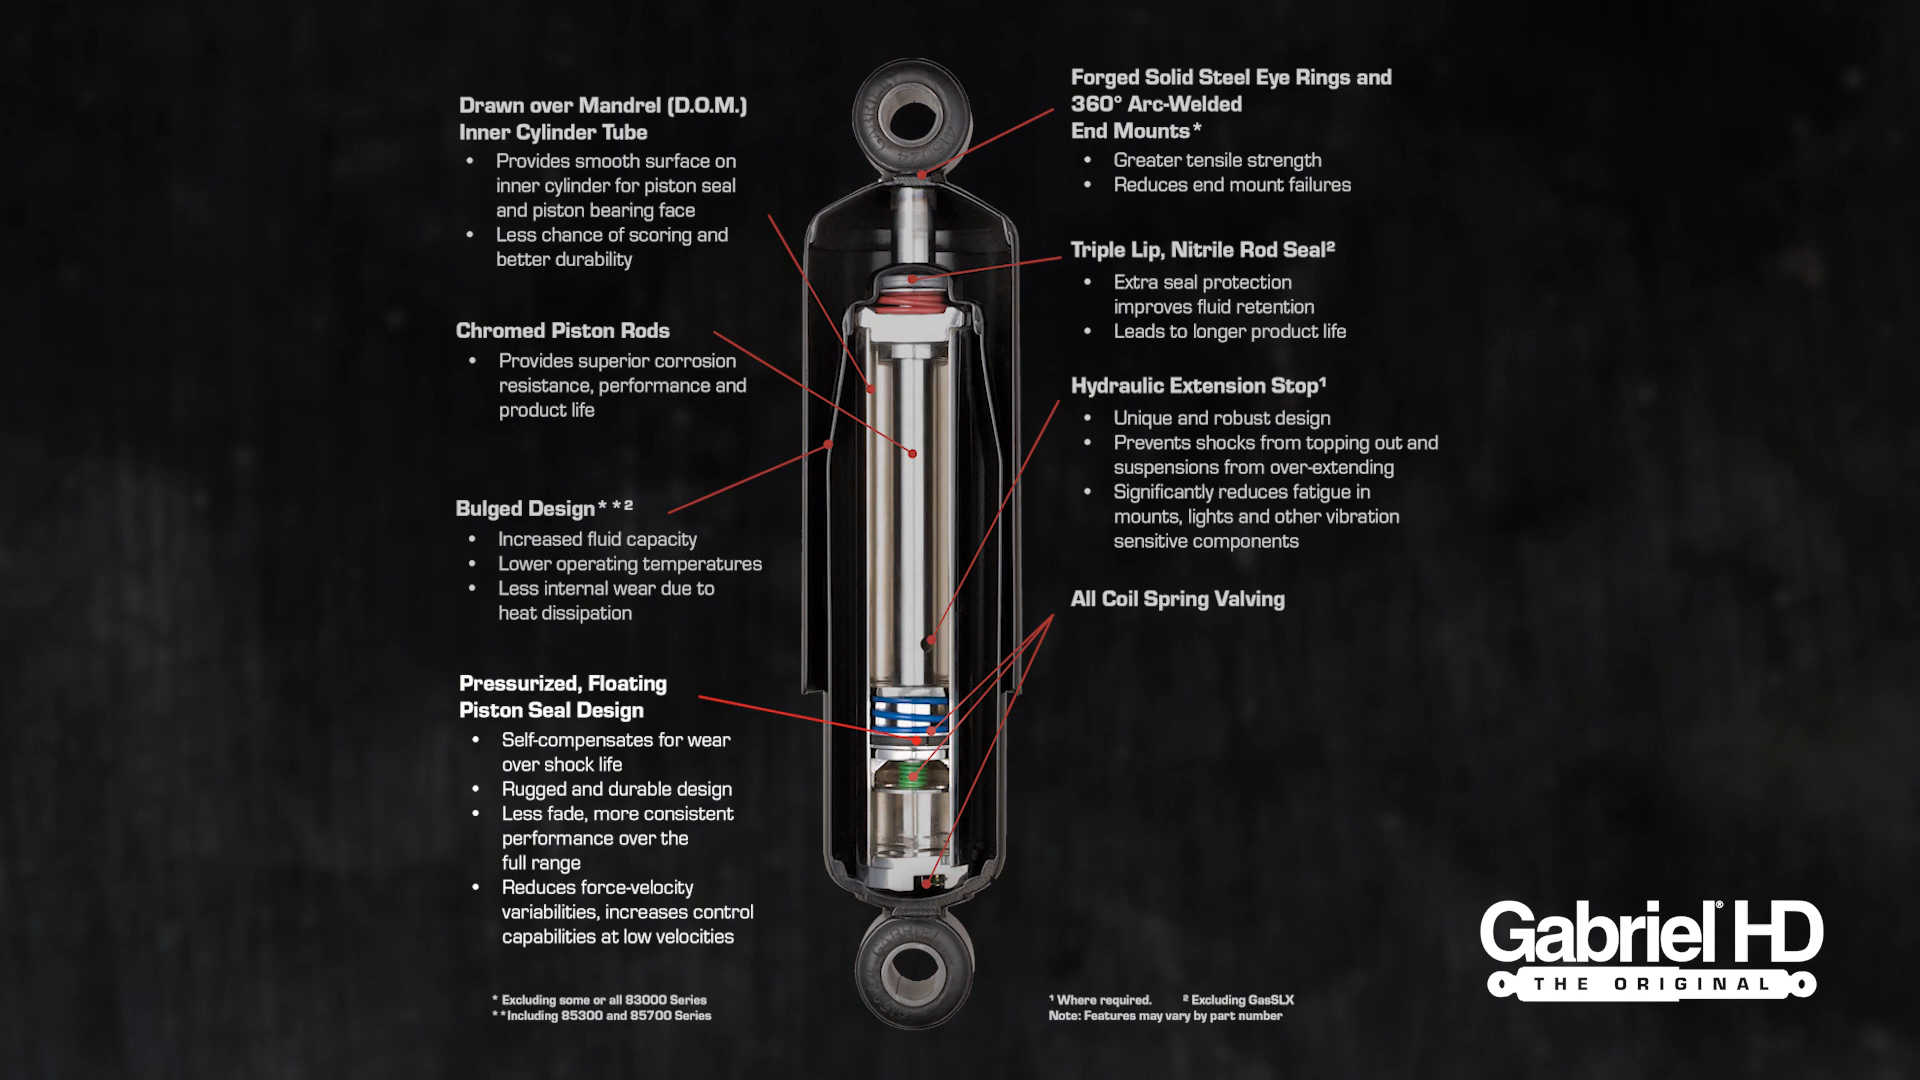 Drawn over Mandrel (D.O.M.)
Inner Cylinder Tube
• Provides smooth surface on
inner cylinder for piston seal
and piston bearing face
• Less chance of scoring and
better durability
Chromed Piston Rods
• Provides superior corrosion
resistance, performance and
product life
Bulged Design**²
• Increased fluid capacity
• Lower operating temperatures
• Less internal wear due to
heat dissipation
Pressurized, Floating
Piston Seal Design
• Self-compensates for wear
over shock life
• Rugged and durable design
• Less fade, more consistent
performance over the
full range
• Reduces force-velocity
variabilities, increases control
capabilities at low velocities
* Excluding some or all 83000 Series
**Including 85300 and 85700 Series
Forged Solid Steel Eye Rings and
360° Arc-Welded
End Mounts*
• Greater tensile strength
• Reduces end mount failures
Triple Lip, Nitrile Rod Seal²
• Extra seal protection
improves fluid retention
• Leads to longer product life
Hydraulic Extension Stop¹
• Unique and robust design
• Prevents shocks from topping out and
suspensions from over-extending
• Significantly reduces fatigue in
mounts, lights and other vibration
sensitive components
All Coil Spring Valving
¹ Where required. ² Excluding GasSLX
Note: Features may vary by part number
Gabriel® HD
THE ORIGINAL
GABRIEL